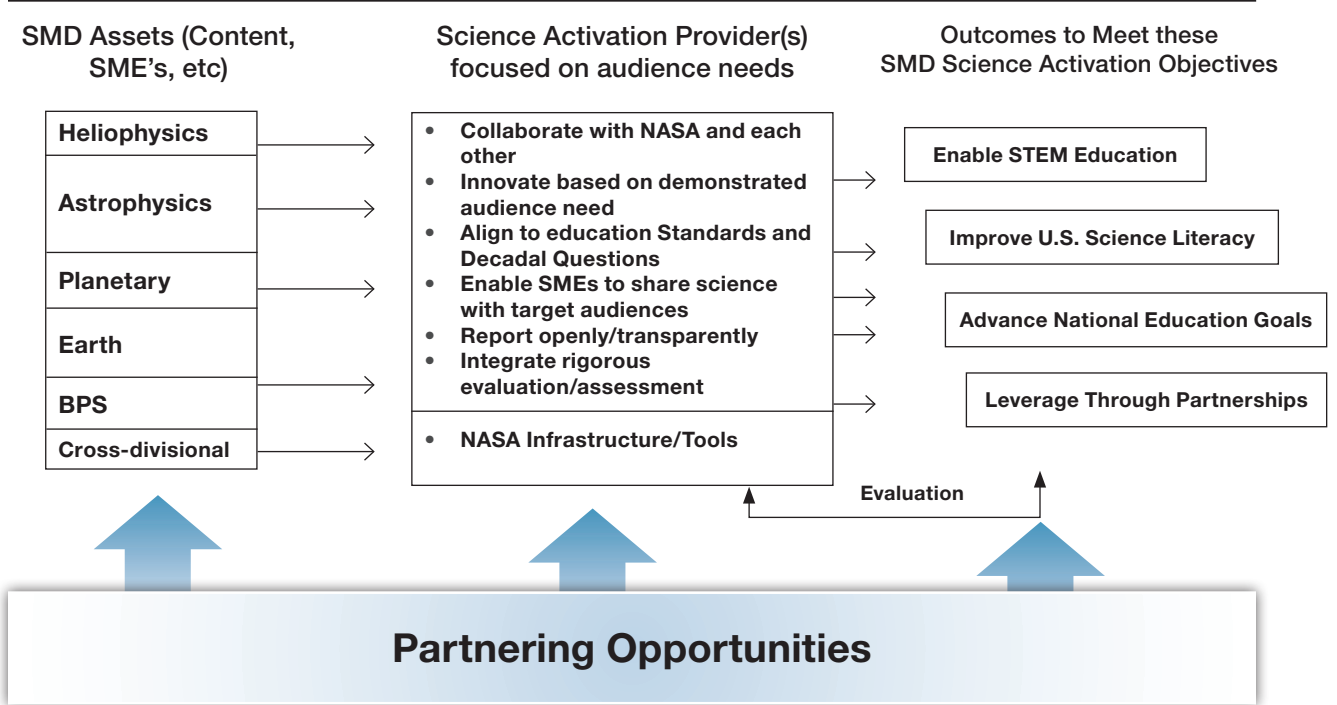 SMD Assets (Content,
SME's, etc)
Heliophysics
Astrophysics
Planetary
Earth
BPS
Cross-divisional
Science Activation Provider(s)
focused on audience needs
• Collaborate with NASA and each
other
• Innovate based on demonstrated
audience need
• Align to education Standards and
Decadal Questions
• Enable SMEs to share science
with target audiences
• Report openly/transparently
• Integrate rigorous
evaluation/assessment
• NASA Infrastructure/Tools
Outcomes to Meet these
SMD Science Activation Objectives
Enable STEM Education
Improve U.S. Science Literacy
Advance National Education Goals
Leverage Through Partnerships
Evaluation
Partnering Opportunities